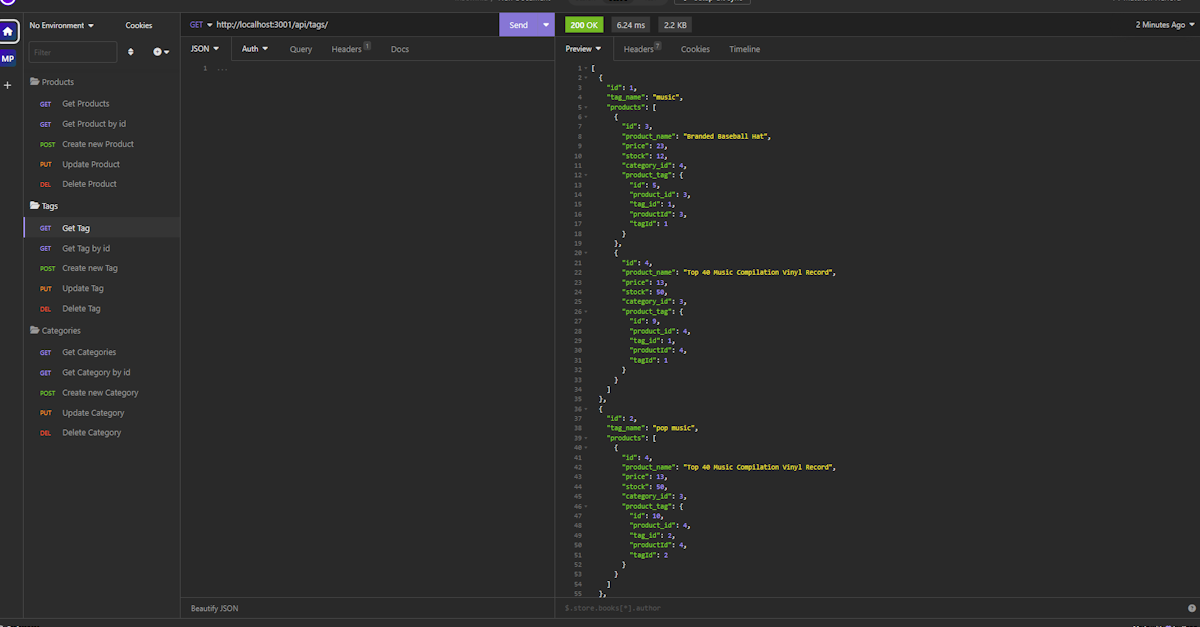 No Environment
Cookies
GET http://localhost:3001/api/tags/
Send
200 OK
6.24 ms
2.2 KB
2 Minutes Ago
Filter
JSON
Auth
Query
Headers 1
Docs
Preview
Headers 7
Cookies
Timeline
MP
Products
GET Get Products
GET Get Product by id
POST Create new Product
PUT Update Product
DEL Delete Product
Tags
GET Get Tag
GET Get Tag by id
POST Create new Tag
PUT Update Tag
DEL Delete Tag
Categories
GET Get Categories
GET Get Category by id
POST Create new Category
PUT Update Category
DEL Delete Category
1 ...
1 [
2 {
3 "id": 1,
4 "tag_name": "music",
5 "products": [
6 {
7 "id": 3,
8 "product_name": "Branded Baseball Hat",
9 "price": 23,
10 "stock": 12,
11 "category_id": 4,
12 "product_tag": {
13 "id": 5,
14 "product_id": 3,
15 "tag_id": 1,
16 "productId": 3,
17 "tagId": 1
18 }
19 },
20 {
21 "id": 4,
22 "product_name": "Top 40 Music Compilation Vinyl Record",
23 "price": 13,
24 "stock": 50,
25 "category_id": 3,
26 "product_tag": {
27 "id": 9,
28 "product_id": 4,
29 "tag_id": 1,
30 "productId": 4,
31 "tagId": 1
32 }
33 }
34 ]
35 },
36 {
37 "id": 2,
38 "tag_name": "pop music",
39 "products": [
40 {
41 "id": 4,
42 "product_name": "Top 40 Music Compilation Vinyl Record",
43 "price": 13,
44 "stock": 50,
45 "category_id": 3,
46 "product_tag": {
47 "id": 10,
48 "product_id": 4,
49 "tag_id": 2,
50 "productId": 4,
51 "tagId": 2
52 }
53 }
54 ]
55 },
Beautify JSON
$.store.books[*].author